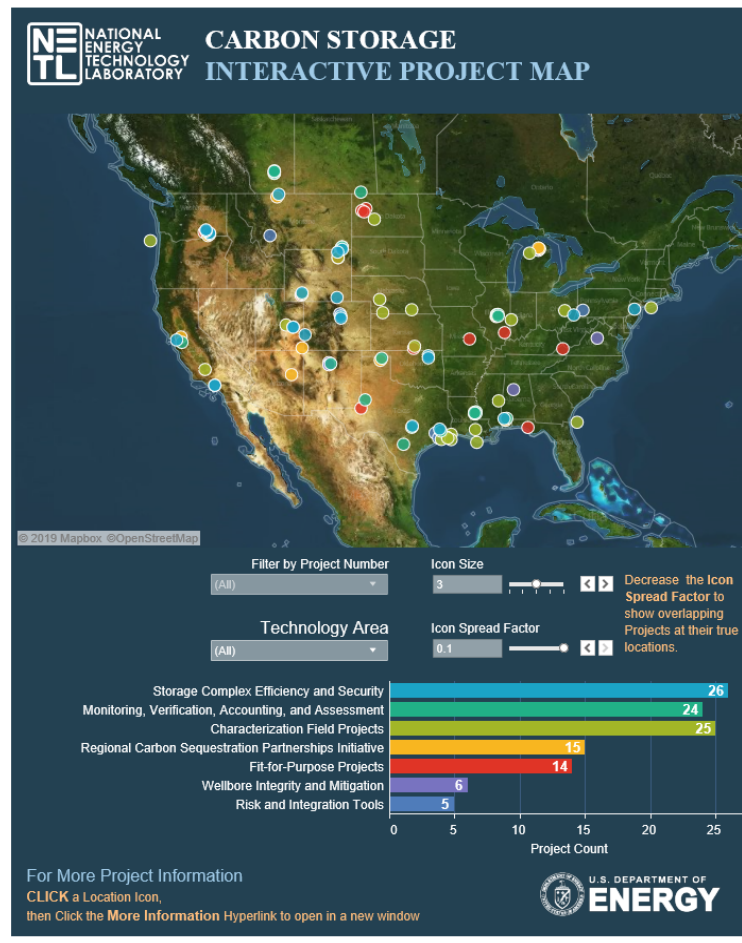 NATIONAL
ENERGY
TECHNOLOGY
LABORATORY
NE
TL
CARBON STORAGE
INTERACTIVE PROJECT MAP
© 2019 Mapbox ©OpenStreetMap
Filter by Project Number
(All)
Icon Size
3
Decrease the Icon
Spread Factor to
show overlapping
Projects at their true
locations.
Technology Area
(All)
Icon Spread Factor
0.1
Storage Complex Efficiency and Security 26
Monitoring, Verification, Accounting, and Assessment 24
Characterization Field Projects 25
Regional Carbon Sequestration Partnerships Initiative 15
Fit-for-Purpose Projects 14
Wellbore Integrity and Mitigation 6
Risk and Integration Tools 5
0 5 10 15 20 25
Project Count
For More Project Information
CLICK a Location Icon,
then Click the More Information Hyperlink to open in a new window
U.S. DEPARTMENT OF
ENERGY